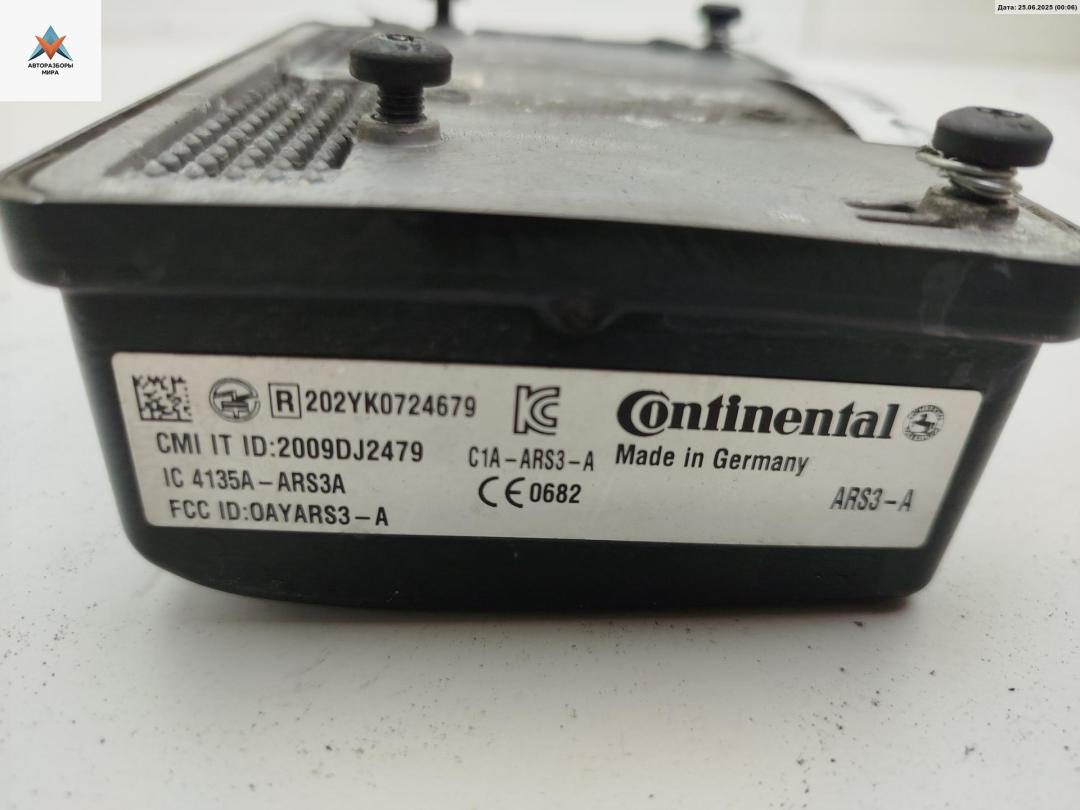 Дата: 25.06.2025 (00:06)
АВТОРАЗБОРЫ
МИРА
R 202YK0724679
CMI IT ID:2009DJ2479
IC 4135A-ARS3A
FCC ID:OAYARS3-A
C1A-ARS3-A
CE 0682
Continental
Made in Germany
ARS3-A